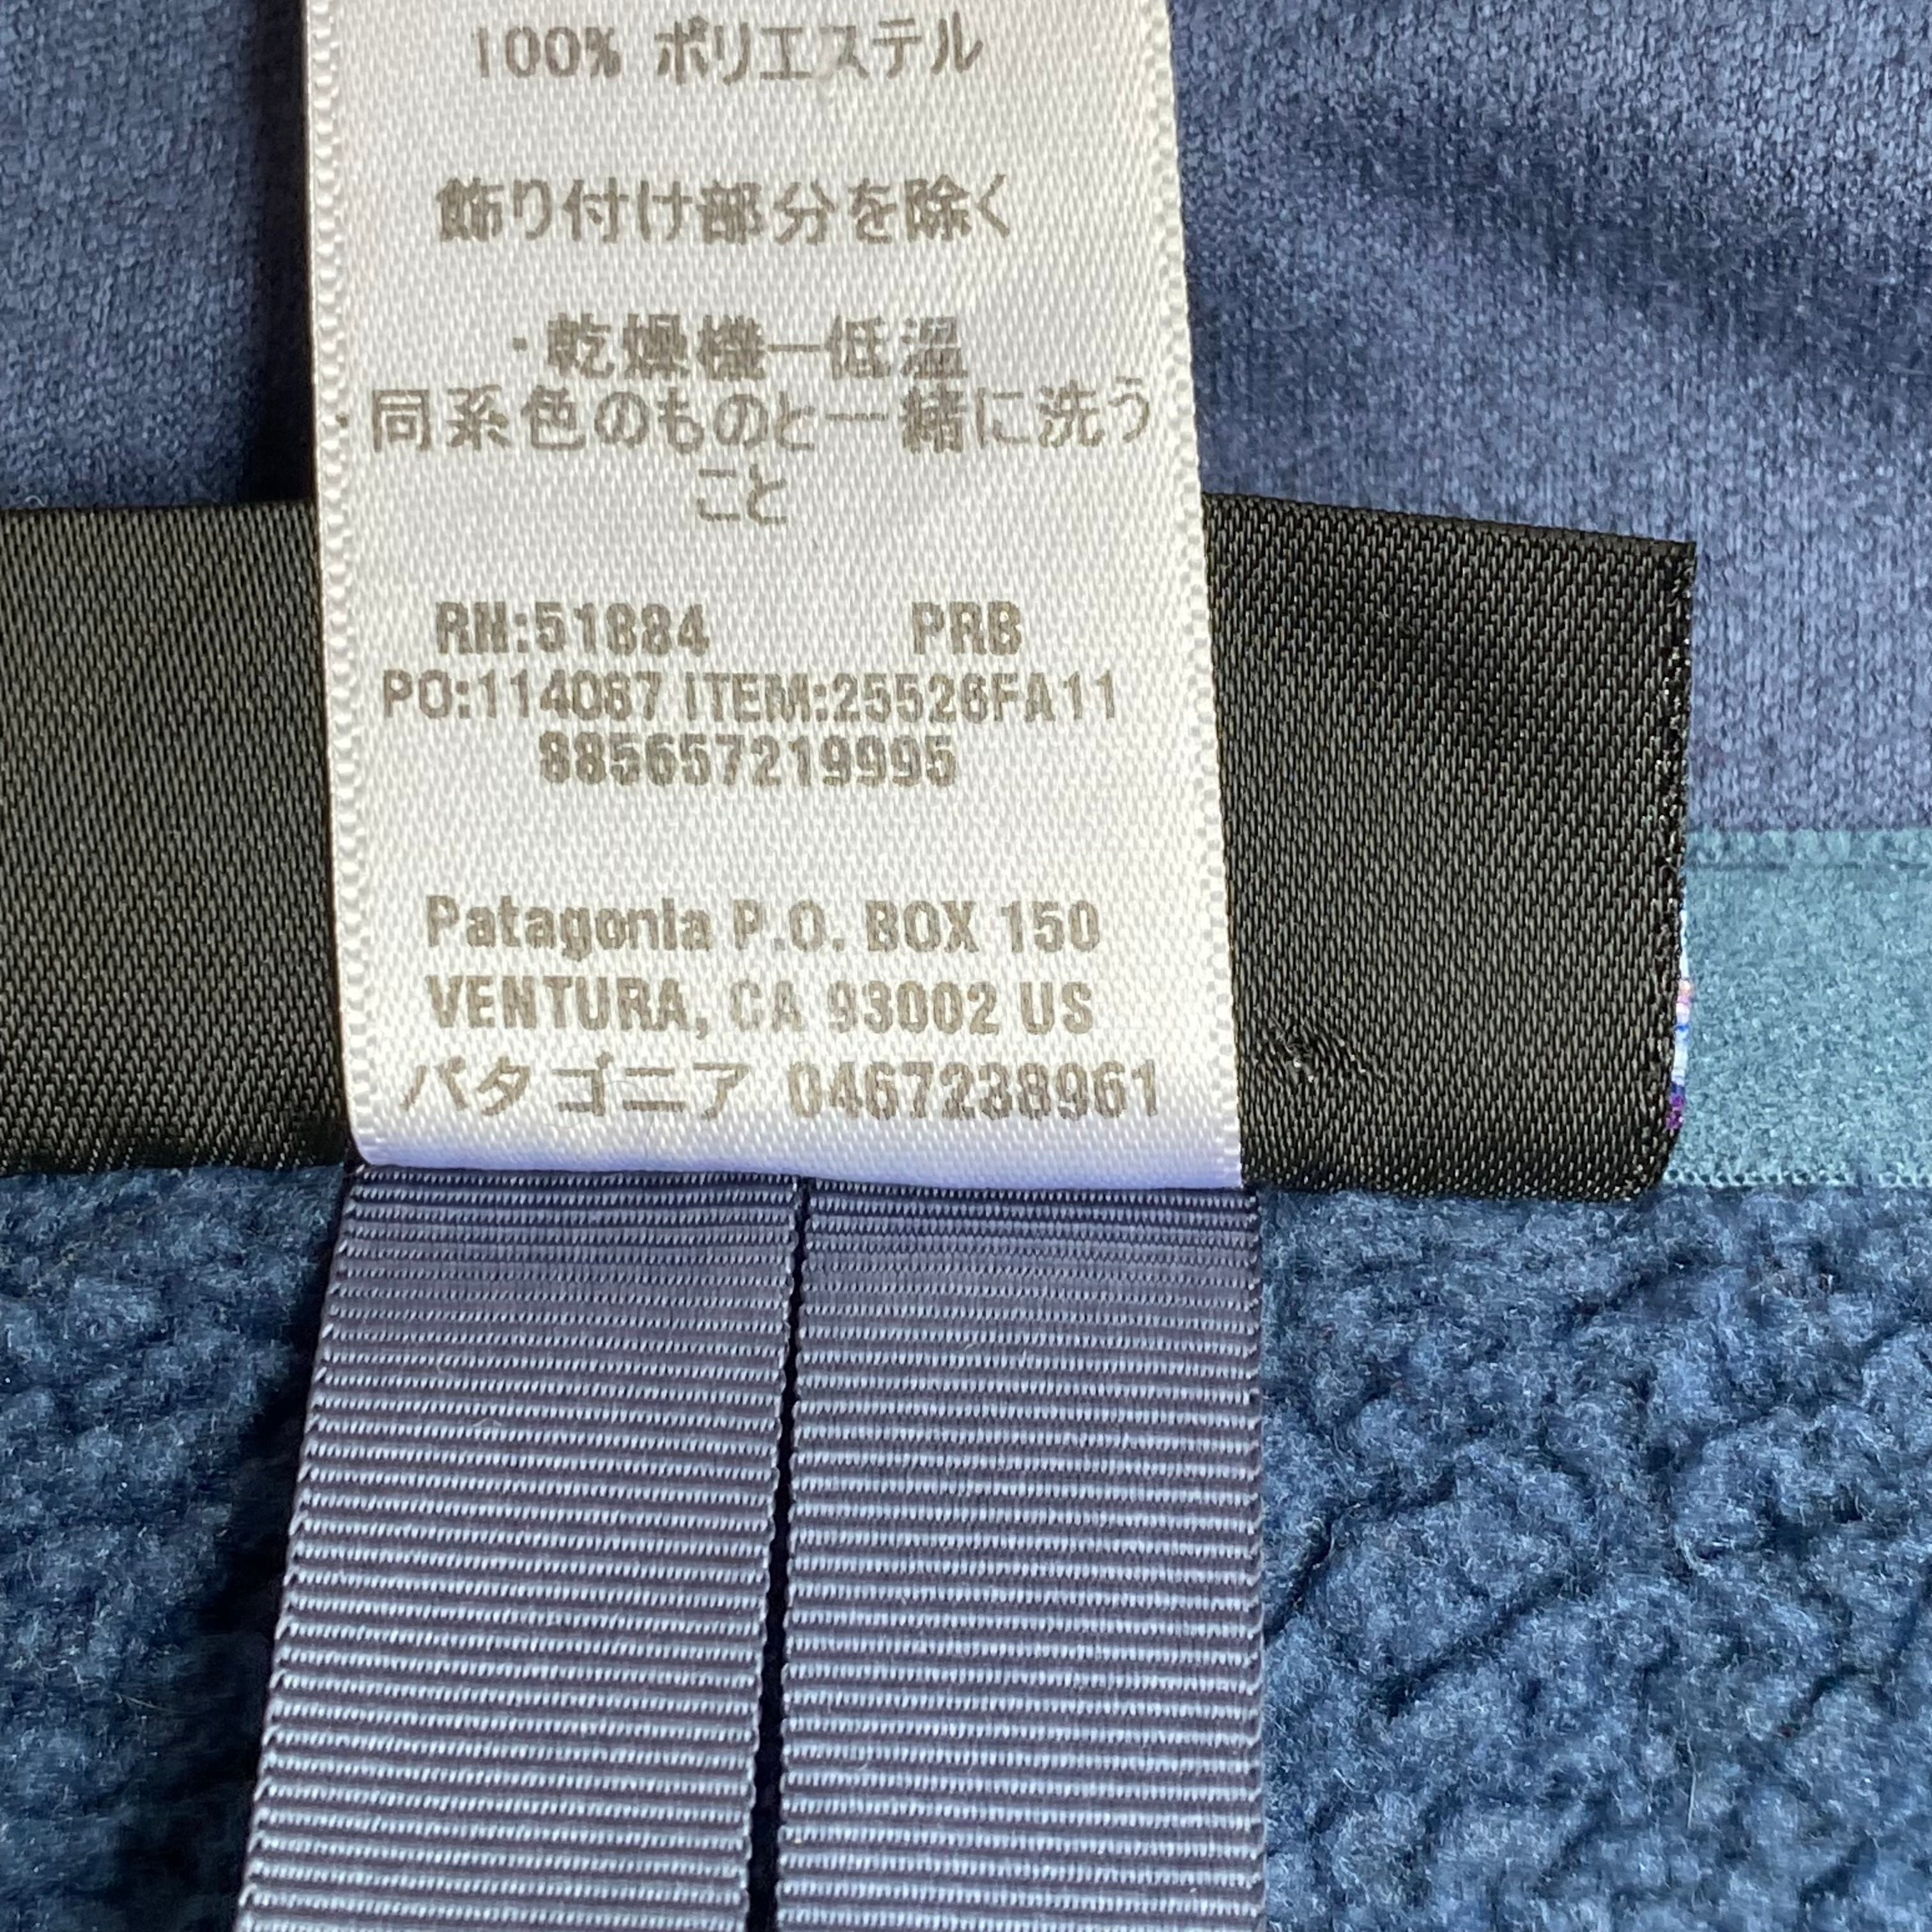 100% ポリエステル
飾り付け部分を除く
・乾燥機ー低温
・同系色のものと一緒に洗う
こと
RN:51884 PRB
PO:114067 ITEM:25526FA11
885657219995
Patagonia P.O. BOX 150
VENTURA, CA 93002 US
パタゴニア 0467238961